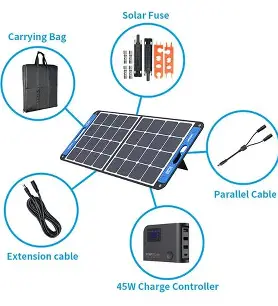 Solar Fuse
Carrying Bag
Parallel Cable
Extension cable
45W Charge Controller